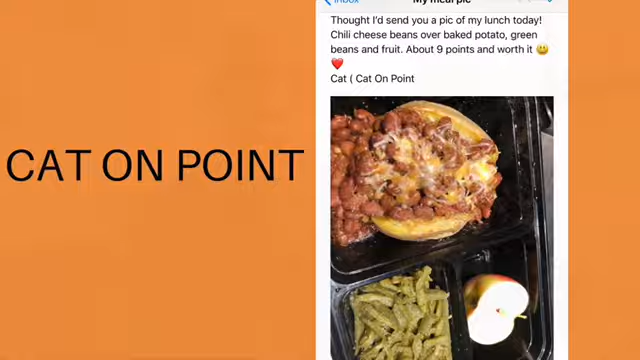 Inbox
My meal pic
Thought I'd send you a pic of my lunch today!
Chili cheese beans over baked potato, green
beans and fruit. About 9 points and worth it 😃
❤️
Cat ( Cat On Point
CAT ON POINT